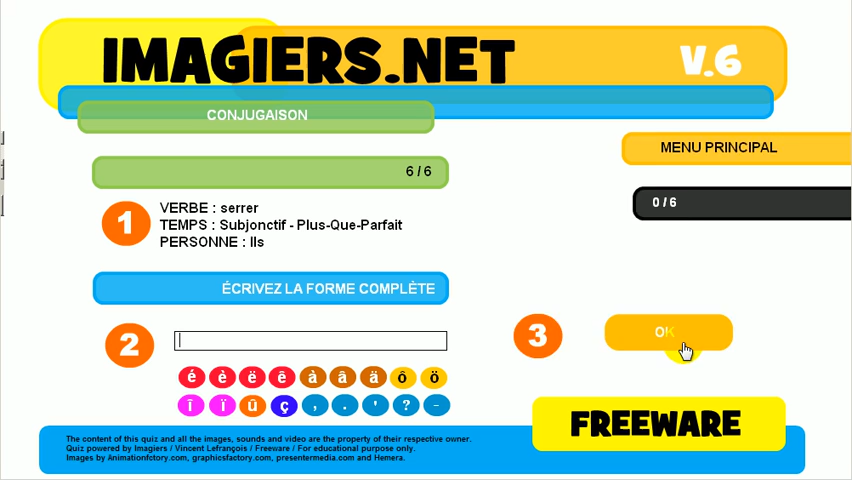 IMAGIERS.NET
V.6
CONJUGAISON
MENU PRINCIPAL
6 / 6
0 / 6
1
VERBE : serrer
TEMPS : Subjonctif - Plus-Que-Parfait
PERSONNE : Ils
ÉCRIVEZ LA FORME COMPLÈTE
2
3
OK
é è ë ê à â ä ô ö
î ï û ç , . ' ? -
FREEWARE
The content of this quiz and all the images, sounds and video are the property of their respective owner.
Quiz powered by Imagiers / Vincent Lefrançois / Freeware / For educational purpose only.
Images by Animationfctory.com, graphicsfactory.com, presentermedia.com and Hemera.